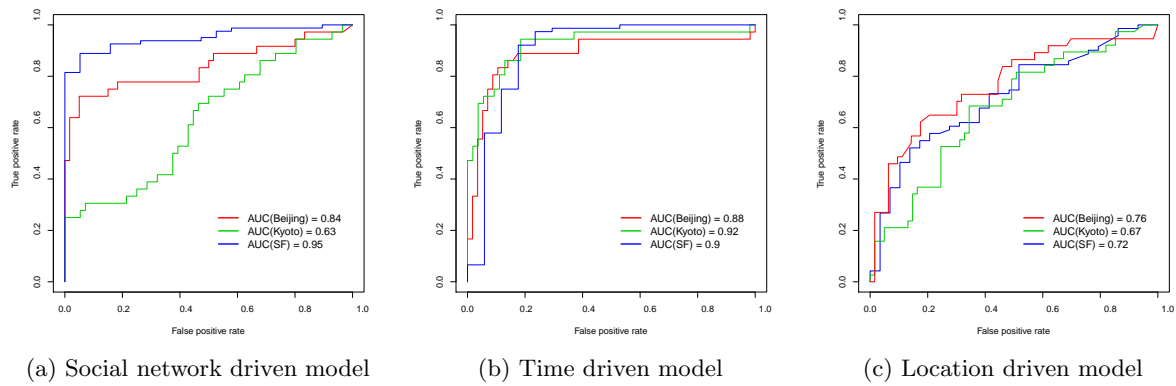 True positive rate
0.0 0.2 0.4 0.6 0.8 1.0
AUC(Beijing) = 0.84
AUC(Kyoto) = 0.63
AUC(SF) = 0.95
0.0 0.2 0.4 0.6 0.8 1.0
False positive rate
(a) Social network driven model
True positive rate
0.0 0.2 0.4 0.6 0.8 1.0
AUC(Beijing) = 0.88
AUC(Kyoto) = 0.92
AUC(SF) = 0.9
0.0 0.2 0.4 0.6 0.8 1.0
False positive rate
(b) Time driven model
True positive rate
0.0 0.2 0.4 0.6 0.8 1.0
AUC(Beijing) = 0.76
AUC(Kyoto) = 0.67
AUC(SF) = 0.72
0.0 0.2 0.4 0.6 0.8 1.0
False positive rate
(c) Location driven model